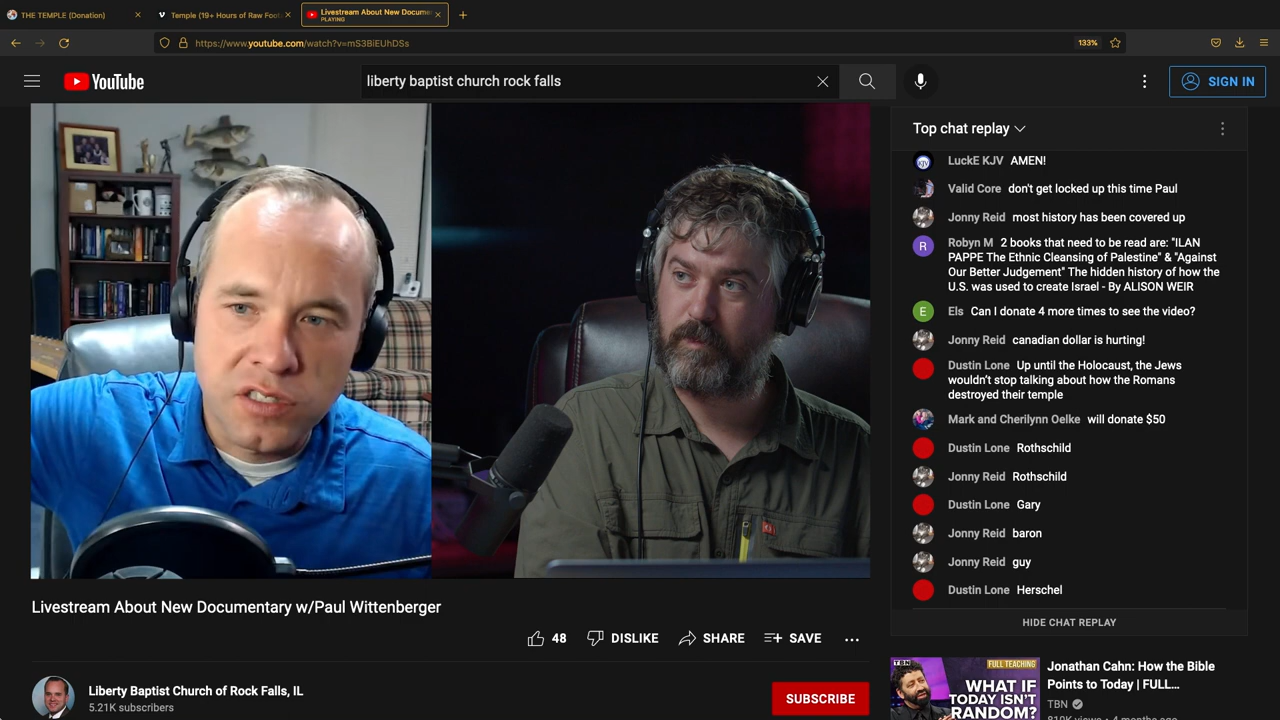 THE TEMPLE (Donation)
Temple (19+ Hours of Raw Foot
Livestream About New Docume
PLAYING
https://www.youtube.com/watch?v=mS3BiEUhDSs
133%
YouTube
liberty baptist church rock falls
SIGN IN
Top chat replay
LuckE KJV AMEN!
Valid Core don't get locked up this time Paul
Jonny Reid most history has been covered up
R
Robyn M 2 books that need to be read are: "ILAN
PAPPE The Ethnic Cleansing of Palestine" & "Against
Our Better Judgement" The hidden history of how the
U.S. was used to create Israel - By ALISON WEIR
E
Els Can I donate 4 more times to see the video?
Jonny Reid canadian dollar is hurting!
Dustin Lone Up until the Holocaust, the Jews
wouldn't stop talking about how the Romans
destroyed their temple
Mark and Cherilynn Oelke will donate $50
Dustin Lone Rothschild
Jonny Reid Rothschild
Dustin Lone Gary
Jonny Reid baron
Jonny Reid guy
Dustin Lone Herschel
HIDE CHAT REPLAY
Livestream About New Documentary w/Paul Wittenberger
48
DISLIKE
SHARE
SAVE
Liberty Baptist Church of Rock Falls, IL
5.21K subscribers
SUBSCRIBE
TBN
FULL TEACHING
WHAT IF
TODAY ISN'T
RANDOM?
Jonathan Cahn: How the Bible
Points to Today | FULL...
TBN